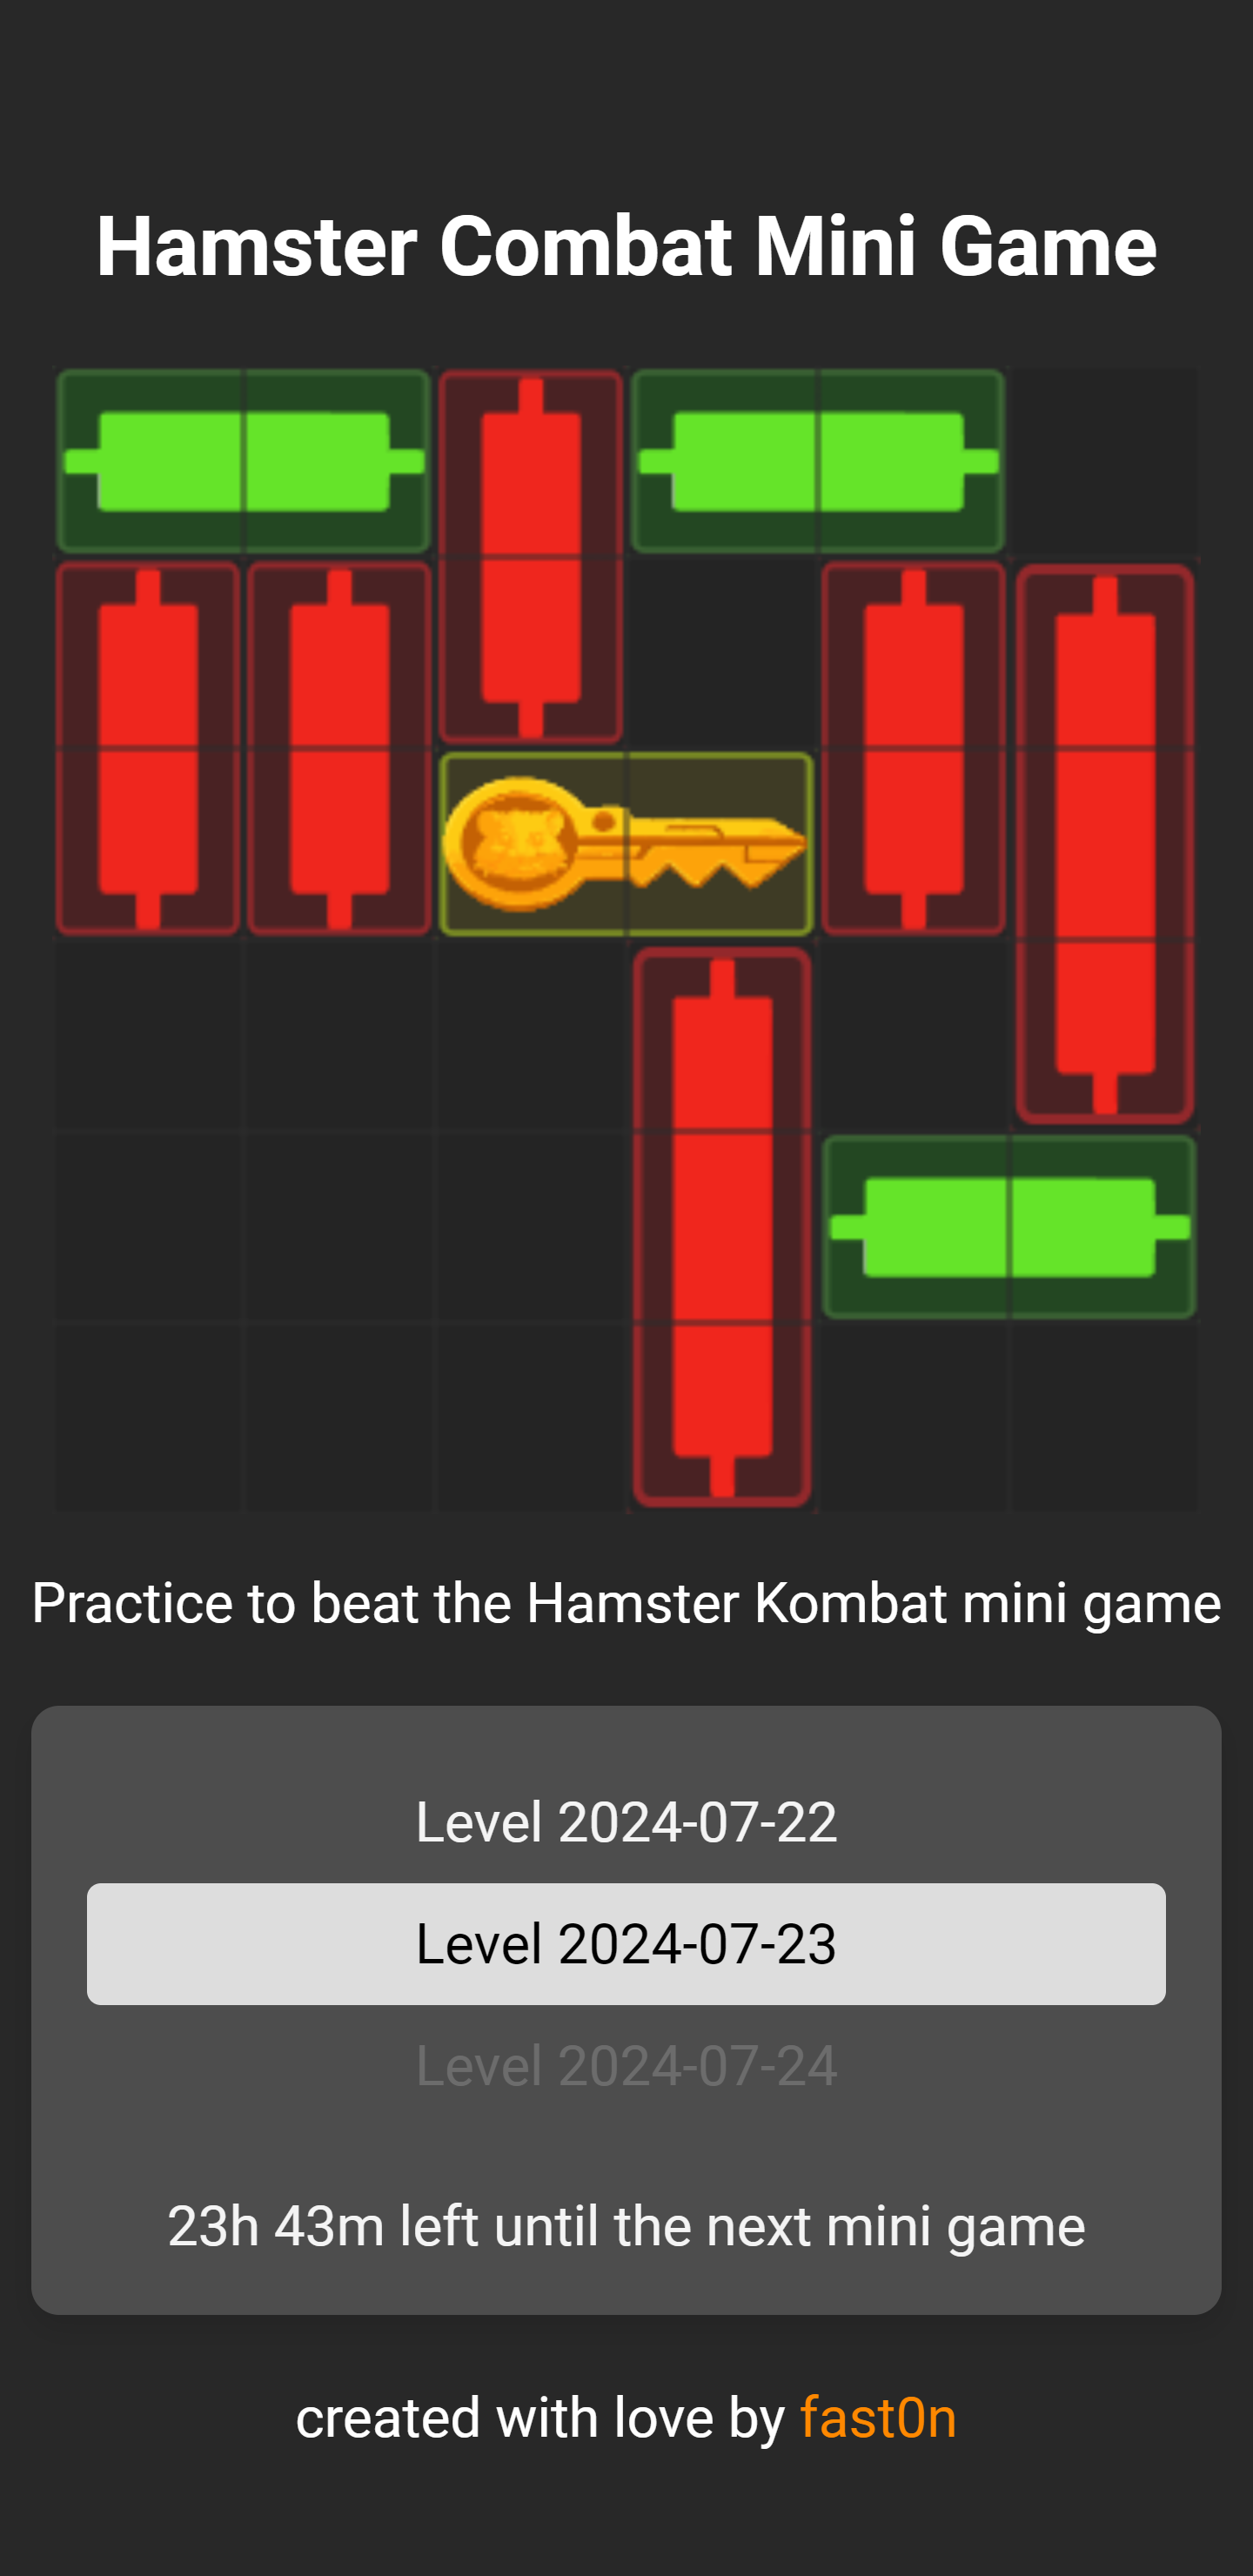 Hamster Combat Mini Game
Practice to beat the Hamster Kombat mini game
Level 2024-07-22
Level 2024-07-23
Level 2024-07-24
23h 43m left until the next mini game
created with love by fast0n